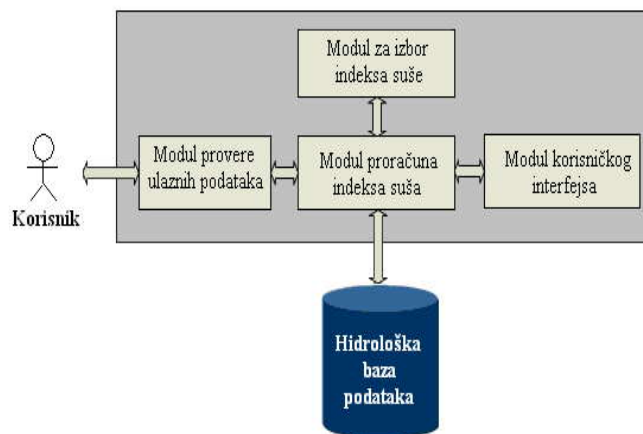 Modul za izbor
indeksa suše
Modul provere
ulaznih podataka
Modul proračuna
indeksa suša
Modul korisničkog
interfejsa
Korisnik
Hidrološka
baza
podataka